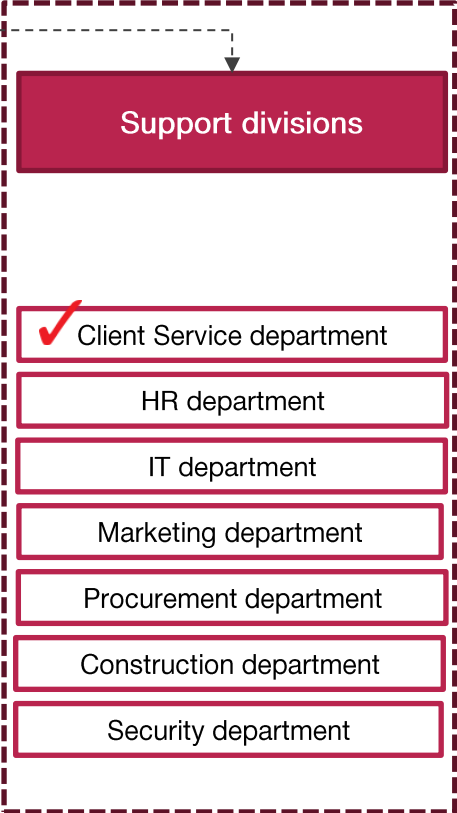 Support divisions
Client Service department
HR department
IT department
Marketing department
Procurement department
Construction department
Security department